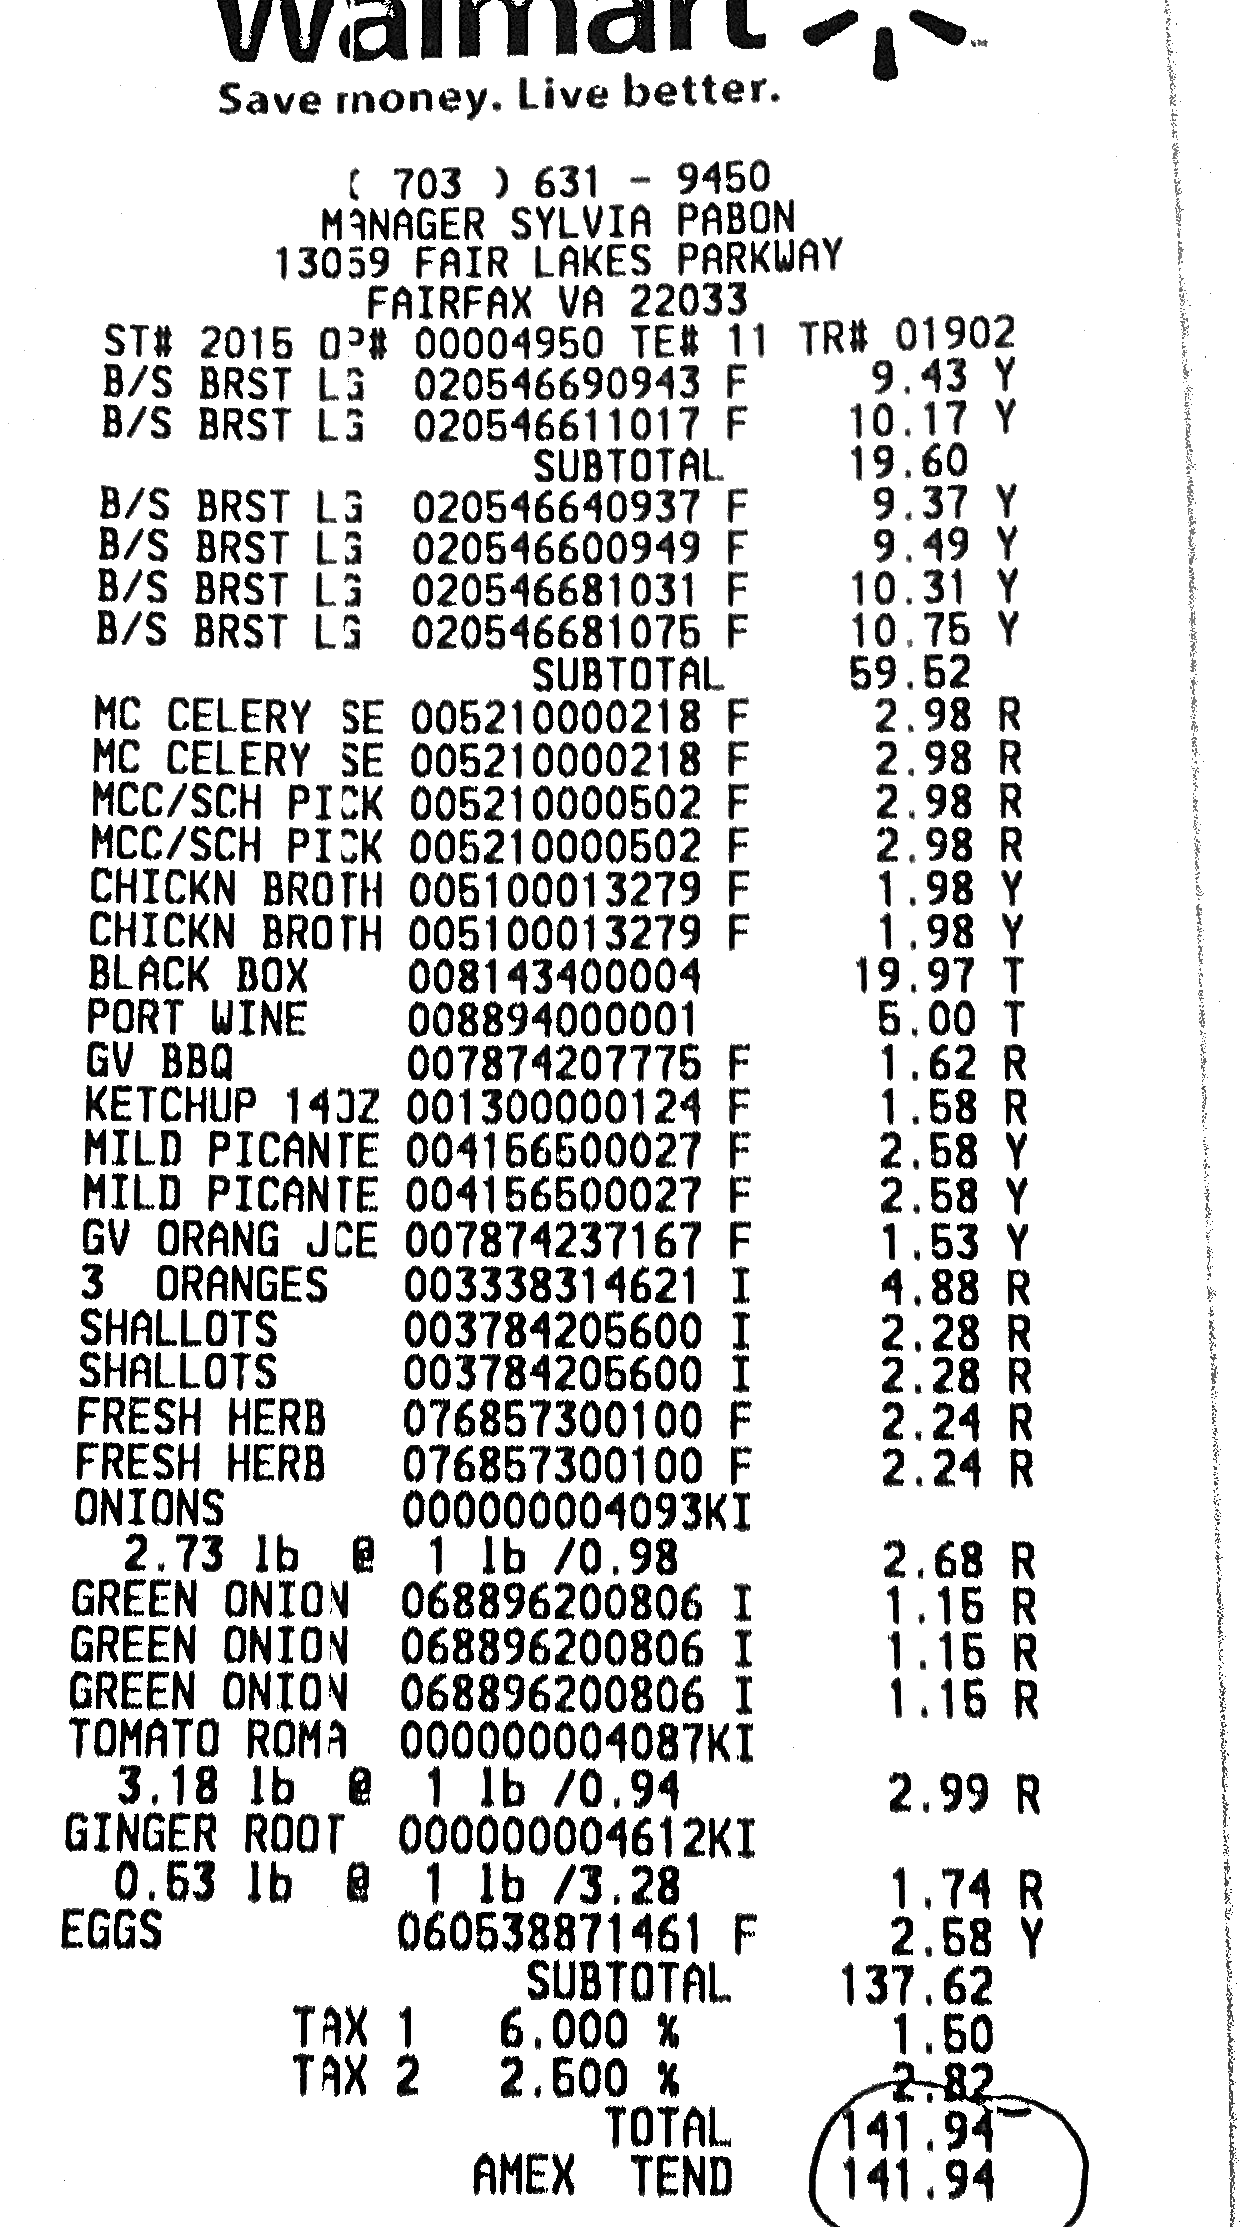 Walmart
Save money. Live better.
( 703 ) 631 - 9450
MANAGER SYLVIA PABON
13059 FAIR LAKES PARKWAY
FAIRFAX VA 22033
ST# 2015 OP# 00004950 TE# 11 TR# 01902
B/S BRST LG 020546690943 F 9.43 Y
B/S BRST LG 020546611017 F 10.17 Y
SUBTOTAL 19.60
B/S BRST LG 020546640937 F 9.37 Y
B/S BRST LG 020546600949 F 9.49 Y
B/S BRST LG 020546681031 F 10.31 Y
B/S BRST LG 020546681075 F 10.75 Y
SUBTOTAL 59.52
MC CELERY SE 005210000218 F 2.98 R
MC CELERY SE 005210000218 F 2.98 R
MCC/SCH PICK 005210000502 F 2.98 R
MCC/SCH PICK 005210000502 F 2.98 R
CHICKN BROTH 005100013279 F 1.98 Y
CHICKN BROTH 005100013279 F 1.98 Y
BLACK BOX 008143400004 19.97 T
PORT WINE 008894000001 5.00 T
GV BBQ 007874207775 F 1.62 R
KETCHUP 14OZ 001300000124 F 1.58 R
MILD PICANTE 004156500027 F 2.58 Y
MILD PICANTE 004156500027 F 2.58 Y
GV ORANG JCE 007874237167 F 1.53 Y
3 ORANGES 003338314621 I 4.88 R
SHALLOTS 003784205600 I 2.28 R
SHALLOTS 003784205600 I 2.28 R
FRESH HERB 076857300100 F 2.24 R
FRESH HERB 076857300100 F 2.24 R
ONIONS 000000004093KI
2.73 lb @ 1 lb /0.98 2.68 R
GREEN ONION 068896200806 I 1.15 R
GREEN ONION 068896200806 I 1.15 R
GREEN ONION 068896200806 I 1.15 R
TOMATO ROMA 000000004087KI
3.18 lb @ 1 lb /0.94 2.99 R
GINGER ROOT 000000004612KI
0.53 lb @ 1 lb /3.28 1.74 R
EGGS 060538871461 F 2.58 Y
SUBTOTAL 137.62
TAX 1 6.000 % 1.50
TAX 2 2.500 % 2.82
TOTAL 141.94
AMEX TEND 141.94